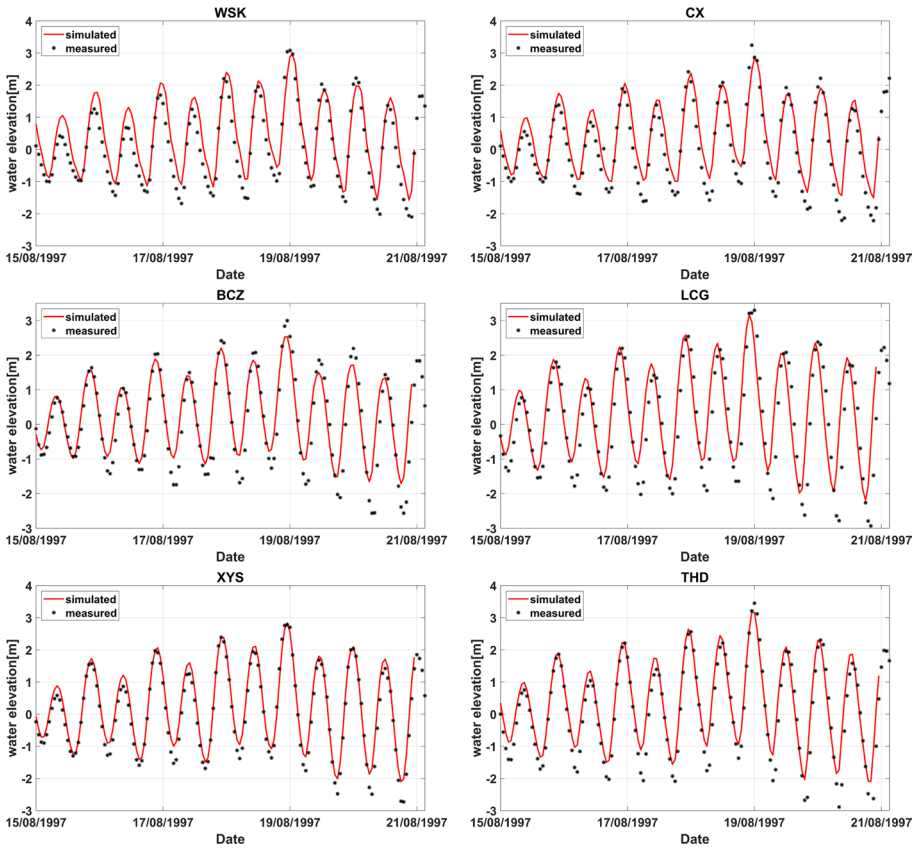 WSK
4
3
2
1
0
-1
-2
-3
water elevation[m]
simulated
measured
15/08/1997 17/08/1997 19/08/1997 21/08/1997
Date
CX
4
3
2
1
0
-1
-2
-3
water elevation[m]
simulated
measured
15/08/1997 17/08/1997 19/08/1997 21/08/1997
Date
BCZ
3
2
1
0
-1
-2
-3
water elevation[m]
simulated
measured
15/08/1997 17/08/1997 19/08/1997 21/08/1997
Date
LCG
3
2
1
0
-1
-2
-3
water elevation[m]
simulated
measured
15/08/1997 17/08/1997 19/08/1997 21/08/1997
Date
XYS
4
3
2
1
0
-1
-2
-3
water elevation[m]
simulated
measured
15/08/1997 17/08/1997 19/08/1997 21/08/1997
Date
THD
4
3
2
1
0
-1
-2
-3
water elevation[m]
simulated
measured
15/08/1997 17/08/1997 19/08/1997 21/08/1997
Date